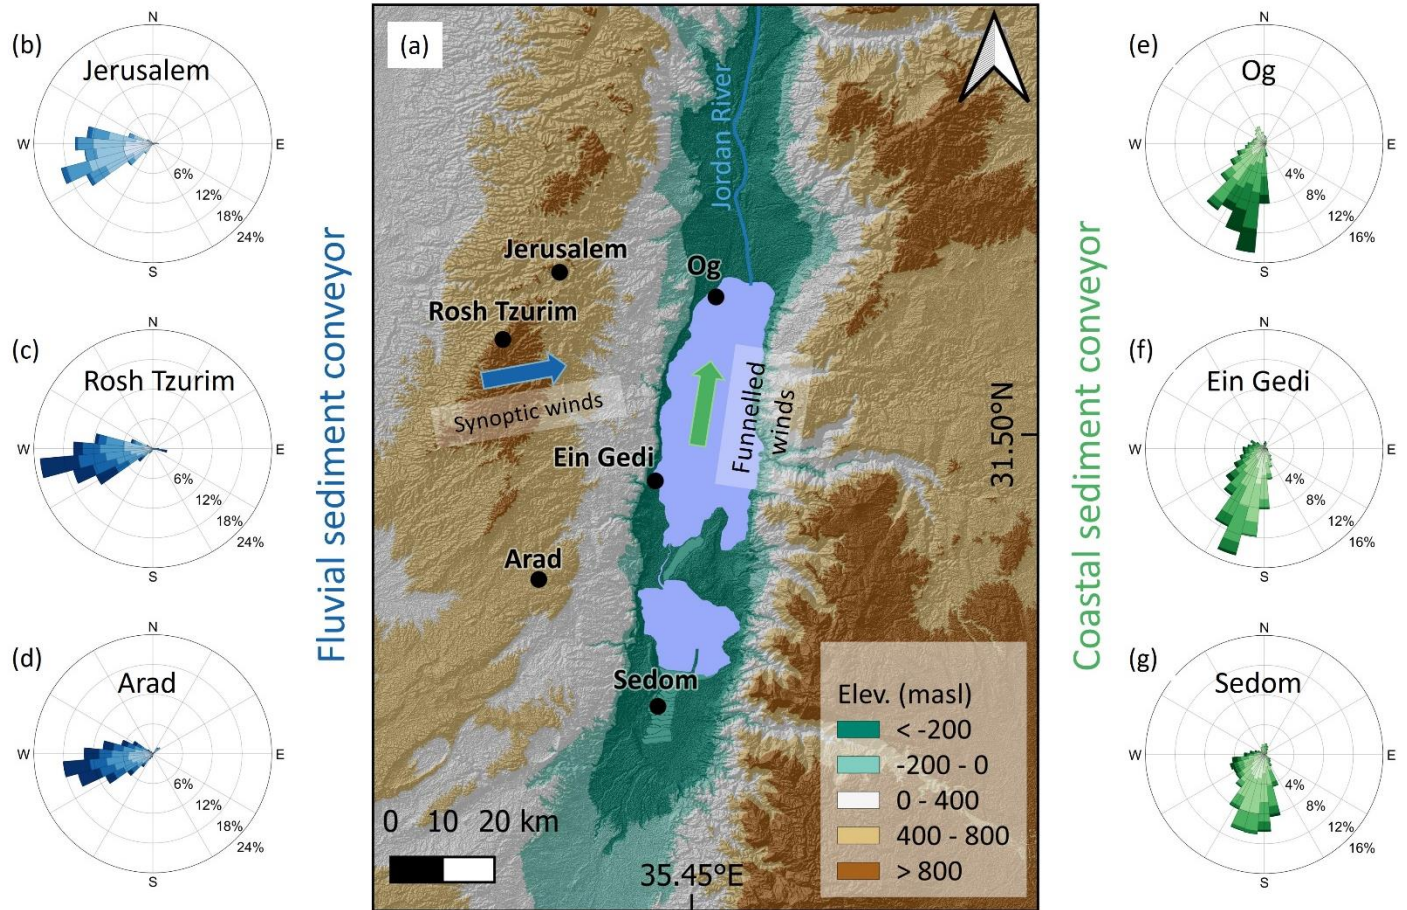 (b)
N
Jerusalem
W
E
6%
12%
18%
24%
S
(c)
N
Rosh Tzurim
W
E
6%
12%
18%
24%
S
(d)
N
Arad
W
E
6%
12%
18%
24%
S
Fluvial sediment conveyor
(a)
Jordan River
Jerusalem
Og
Rosh Tzurim
Synoptic winds
Funnelled
winds
31.50°N
Ein Gedi
Arad
Sedom
Elev. (masl)
< -200
-200 - 0
0 - 400
400 - 800
> 800
0 10 20 km
35.45°E
Coastal sediment conveyor
(e)
N
Og
W
E
4%
8%
12%
16%
S
(f)
N
Ein Gedi
W
E
4%
8%
12%
16%
S
(g)
N
Sedom
W
E
4%
8%
12%
16%
S